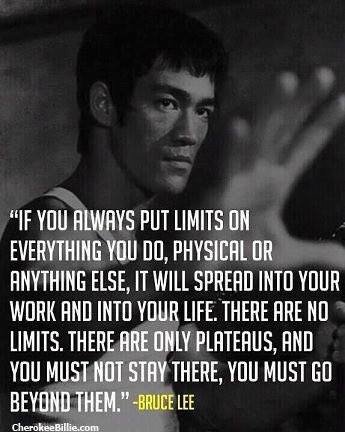 “IF YOU ALWAYS PUT LIMITS ON
EVERYTHING YOU DO, PHYSICAL OR
ANYTHING ELSE, IT WILL SPREAD INTO YOUR
WORK AND INTO YOUR LIFE. THERE ARE NO
LIMITS. THERE ARE ONLY PLATEAUS, AND
YOU MUST NOT STAY THERE, YOU MUST GO
BEYOND THEM.” -BRUCE LEE
CherokeeBillie.com